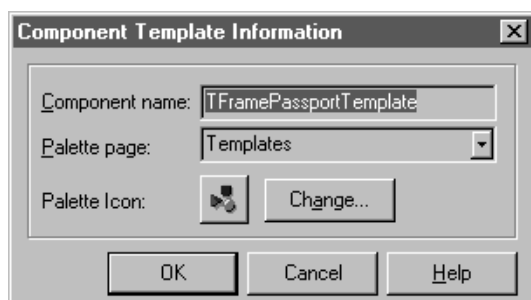 Component Template Information
Component name: TFramePassportTemplate
Palette page: Templates
Palette Icon: Change...
OK Cancel Help